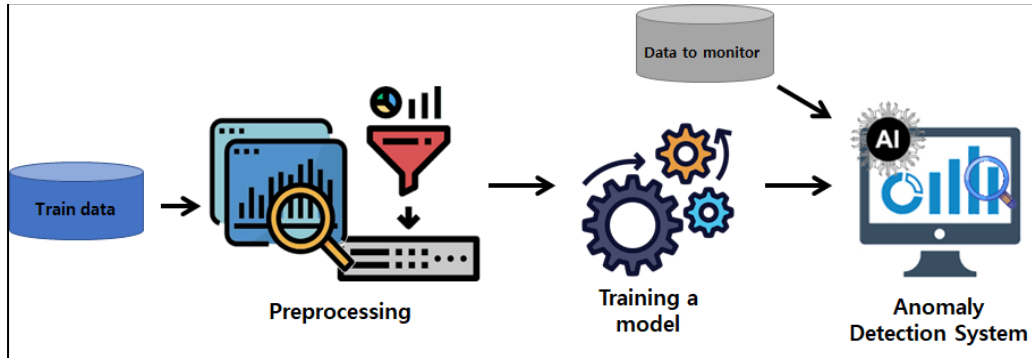 Data to monitor
AI
Train data
Preprocessing
Training a
model
Anomaly
Detection System